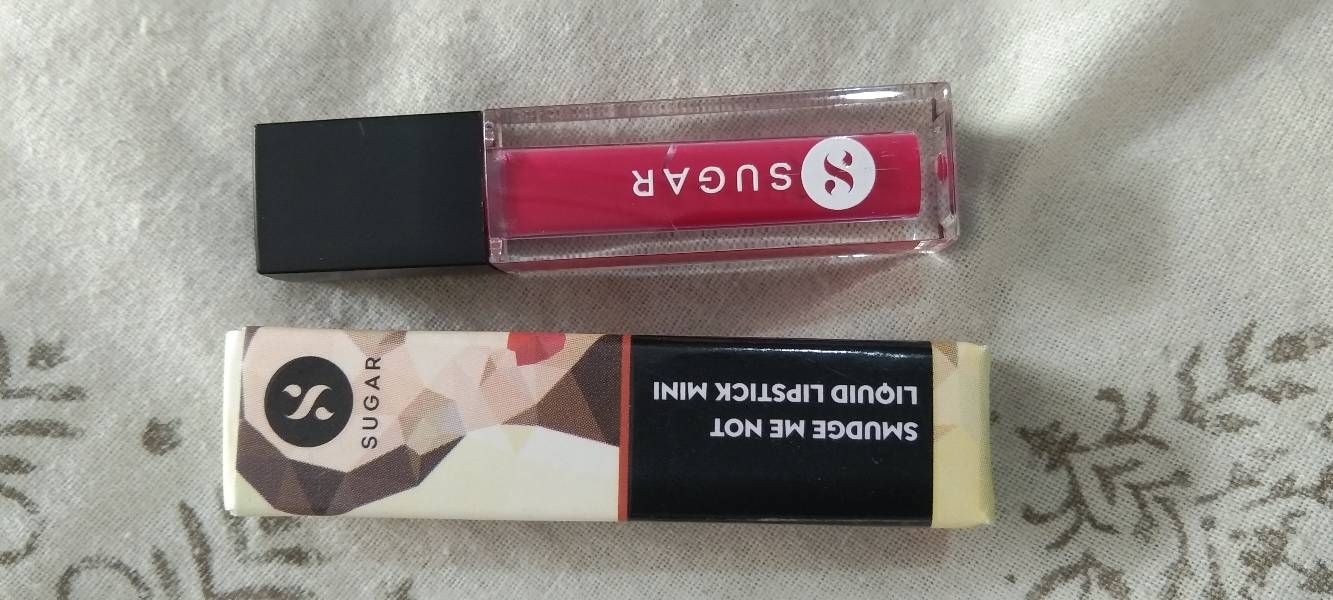 SUGAR
SUGAR
SMUDGE ME NOT
LIQUID LIPSTICK MINI